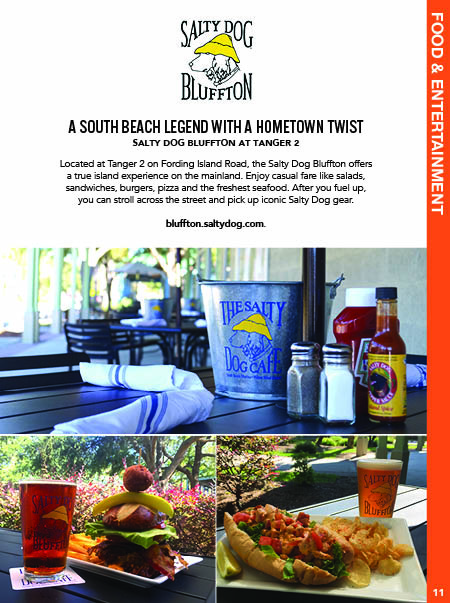 SALTY DOG
BLUFFTON
A SOUTH BEACH LEGEND WITH A HOMETOWN TWIST
SALTY DOG BLUFFTON AT TANGER 2
Located at Tanger 2 on Fording Island Road, the Salty Dog Bluffton offers
a true island experience on the mainland. Enjoy casual fare like salads,
sandwiches, burgers, pizza and the freshest seafood. After you fuel up,
you can stroll across the street and pick up iconic Salty Dog gear.
bluffton.saltydog.com.
FOOD & ENTERTAINMENT
THE SALTY
DOG CAFE
SALTY DOG
BLUFFTON
SALTY DOG
BLUFFTON
11